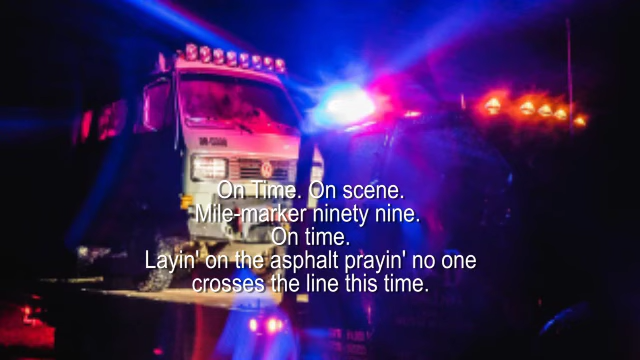 On Time. On scene.
Mile-marker ninety nine.
On time.
Layin' on the asphalt prayin' no one
crosses the line this time.